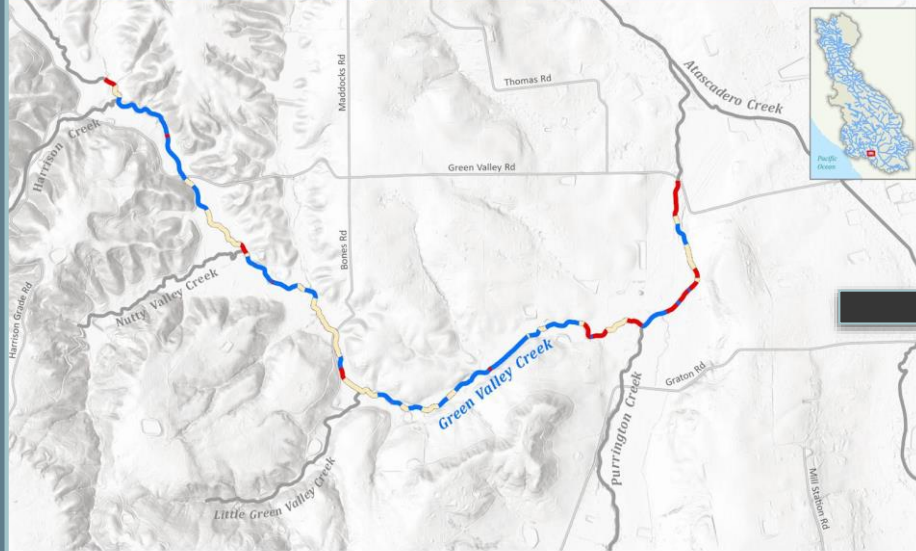 Maddocks Rd
Thomas Rd
Atascadero Creek
Pacific
Ocean
Harrison Creek
Green Valley Rd
Bones Rd
Nutty Valley Creek
Harrison Grade Rd
Green Valley Creek
Graton Rd
Purrington Creek
Little Green Valley Creek
Mill Station Rd